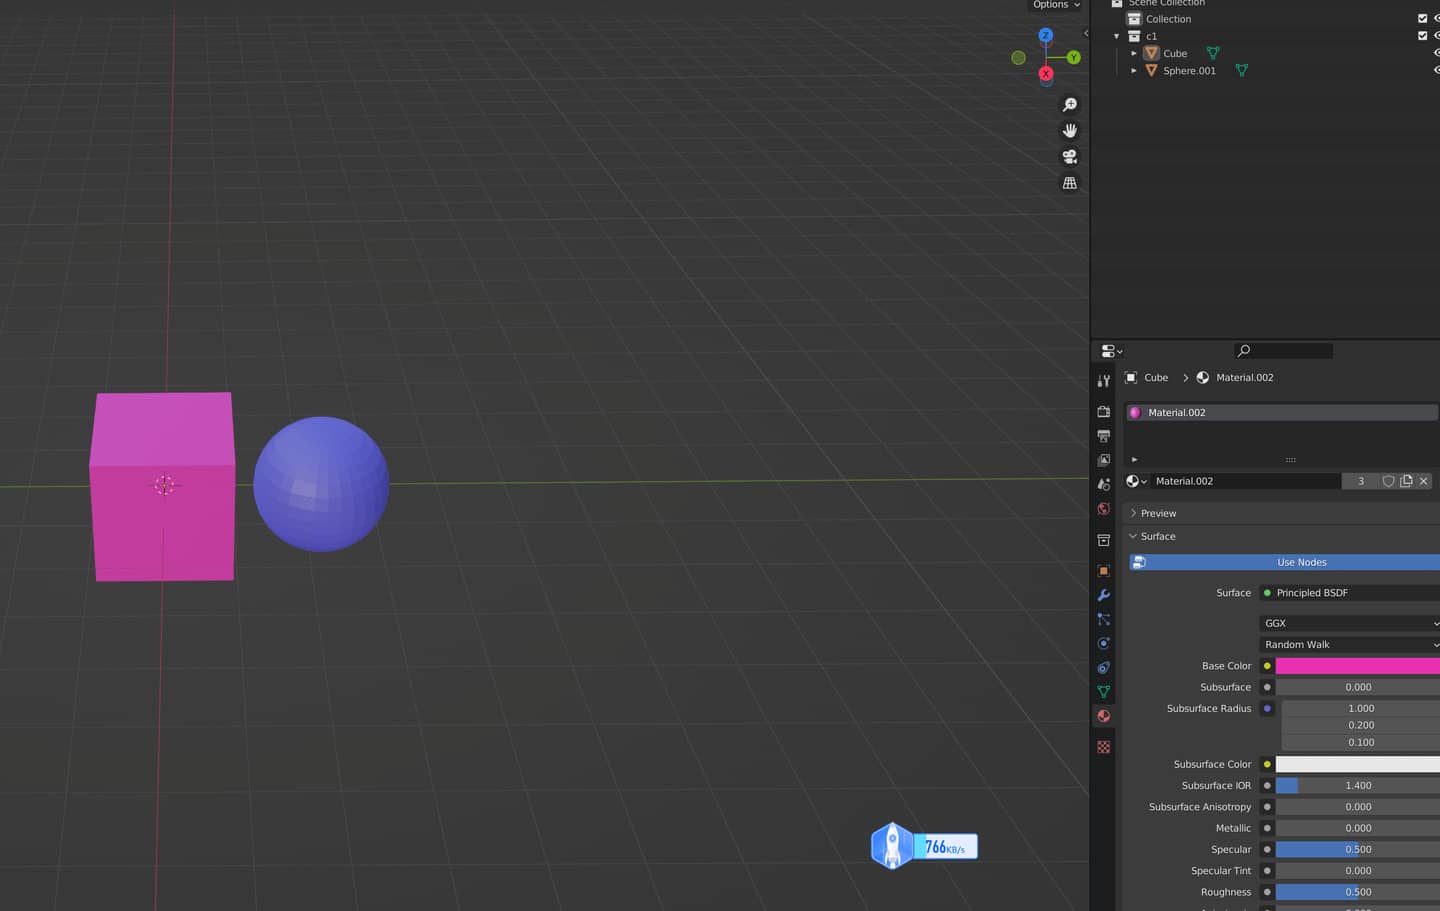 Options
Scene Collection
Collection
c1
Cube
Sphere.001
Z
Y
X
Cube > Material.002
Material.002
Material.002 3
Preview
Surface
Use Nodes
Surface Principled BSDF
GGX
Random Walk
Base Color
Subsurface 0.000
Subsurface Radius 1.000
0.200
0.100
Subsurface Color
Subsurface IOR 1.400
Subsurface Anisotropy 0.000
Metallic 0.000
Specular 0.500
Specular Tint 0.000
Roughness 0.500
766KB/s